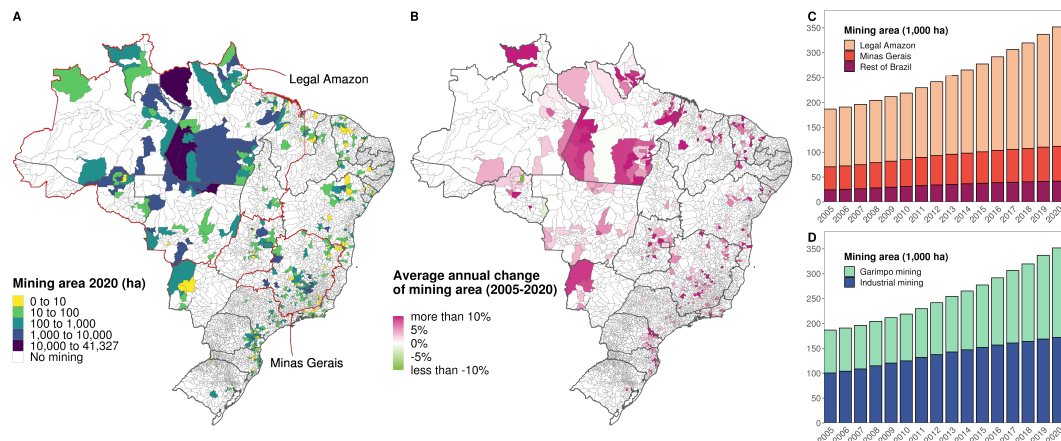 A
Legal Amazon
Minas Gerais
Mining area 2020 (ha)
0 to 10
10 to 100
100 to 1,000
1,000 to 10,000
10,000 to 41,327
No mining
B
Average annual change
of mining area (2005-2020)
more than 10%
5%
0%
-5%
less than -10%
C
Mining area (1,000 ha)
Legal Amazon
Minas Gerais
Rest of Brazil
350
300
250
200
150
100
50
0
2005 2006 2007 2008 2009 2010 2011 2012 2013 2014 2015 2016 2017 2018 2019 2020
D
Mining area (1,000 ha)
Garimpo mining
Industrial mining
350
300
250
200
150
100
50
0
2005 2006 2007 2008 2009 2010 2011 2012 2013 2014 2015 2016 2017 2018 2019 2020